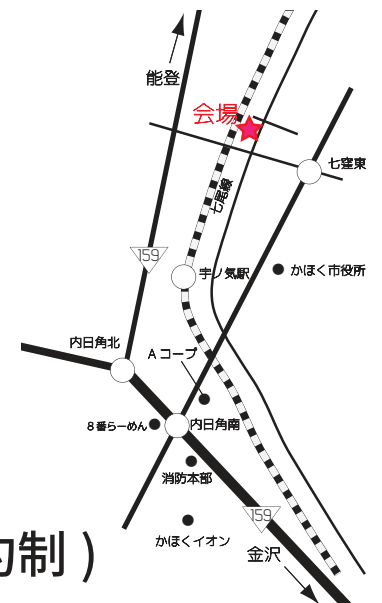 能登
会場
七窪東
七尾線
159
宇ノ気駅
かほく市役所
内日角北
Aコープ
8番らーめん
内日角南
消防本部
159
かほくイオン
約制）
金沢